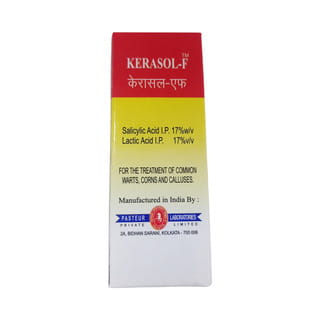 KERASOL-F™
केरासल-एफ
Salicylic Acid I.P. 17%w/v
Lactic Acid I.P. 17%v/v
FOR THE TREATMENT OF COMMON
WARTS, CORNS AND CALLUSES.
Manufactured in India By :
PASTEUR LABORATORIES
PRIVATE LIMITED
2A, BIDHAN SARANI, KOLKATA - 700 006